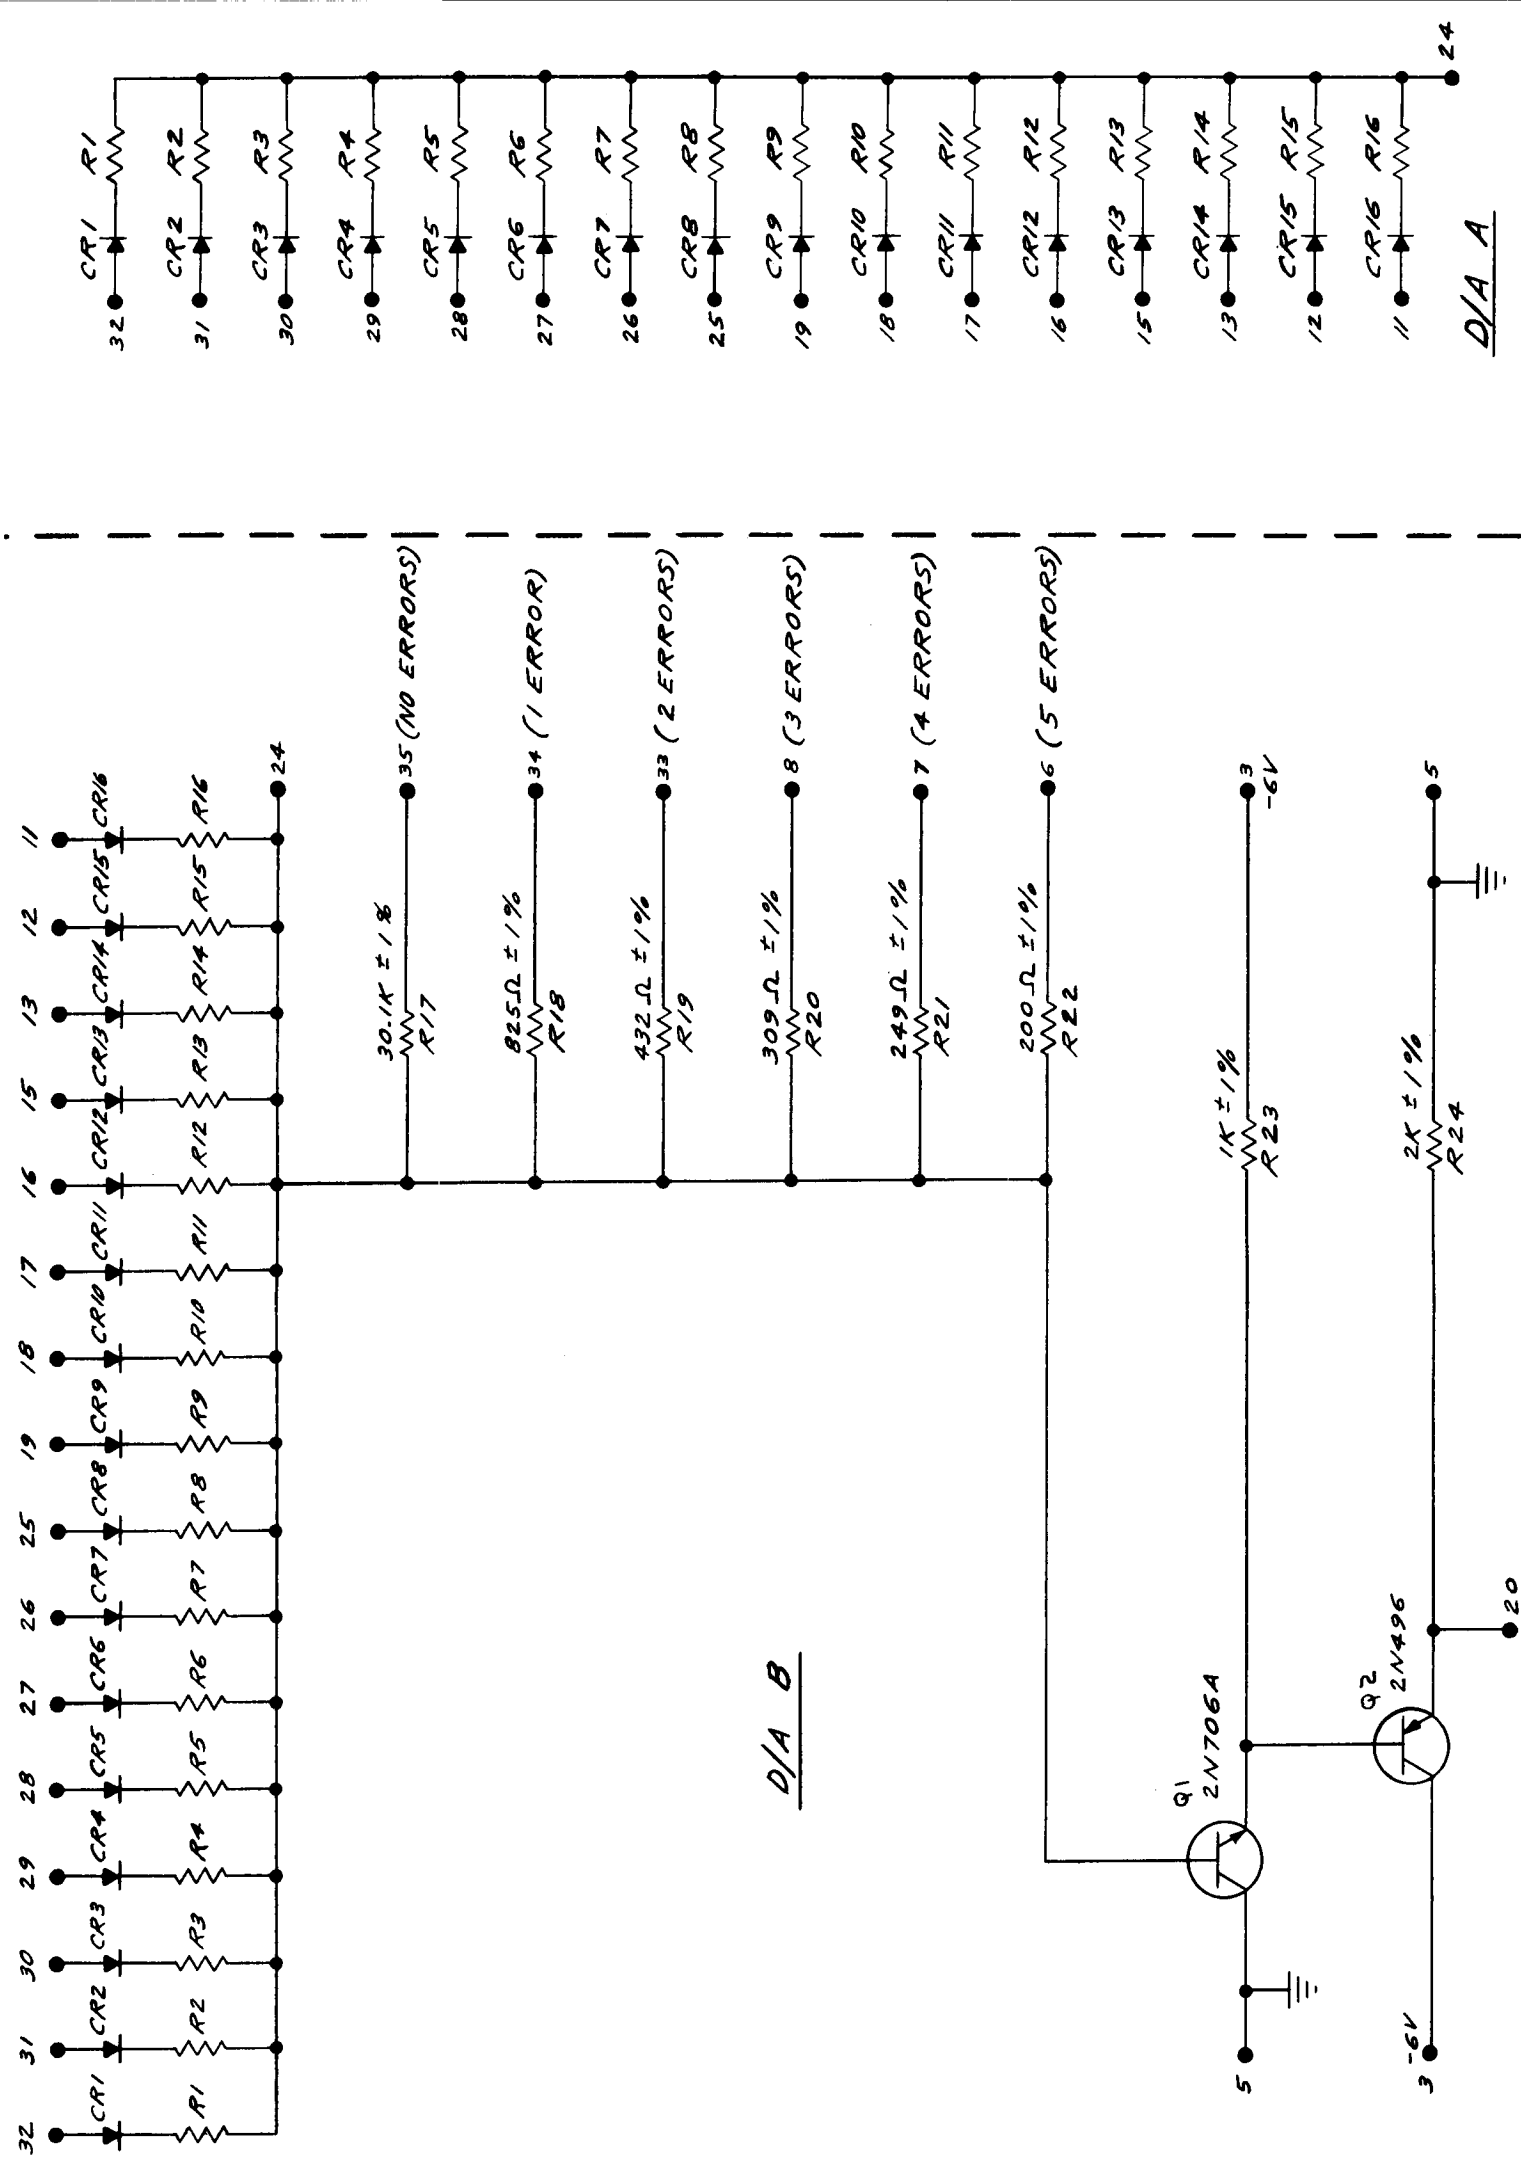 32 31 30 29 28 27 26 25 19 18 17 16 15 13 12 11
CR1 CR2 CR3 CR4 CR5 CR6 CR7 CR8 CR9 CR10 CR11 CR12 CR13 CR14 CR15 CR16
R1 R2 R3 R4 R5 R6 R7 R8 R9 R10 R11 R12 R13 R14 R15 R16
24
30.1K ± 1%
R17
35 (NO ERRORS)
825Ω ± 1%
R18
34 (1 ERROR)
432 Ω ± 1%
R19
33 (2 ERRORS)
309Ω ± 1%
R20
8 (3 ERRORS)
249Ω ± 1%
R21
7 (4 ERRORS)
200Ω ± 1%
R22
6 (5 ERRORS)
D/A B
Q1
2N706A
1K ± 1%
R23
3
-6V
5
Q2
2N496
2K ± 1%
R24
5
3
-6V
20
CR1 R1
32
CR2 R2
31
CR3 R3
30
CR4 R4
29
CR5 R5
28
CR6 R6
27
CR7 R7
26
CR8 R8
25
CR9 R9
19
CR10 R10
18
CR11 R11
17
CR12 R12
16
CR13 R13
15
CR14 R14
13
CR15 R15
12
CR16 R16
11
24
D/A A